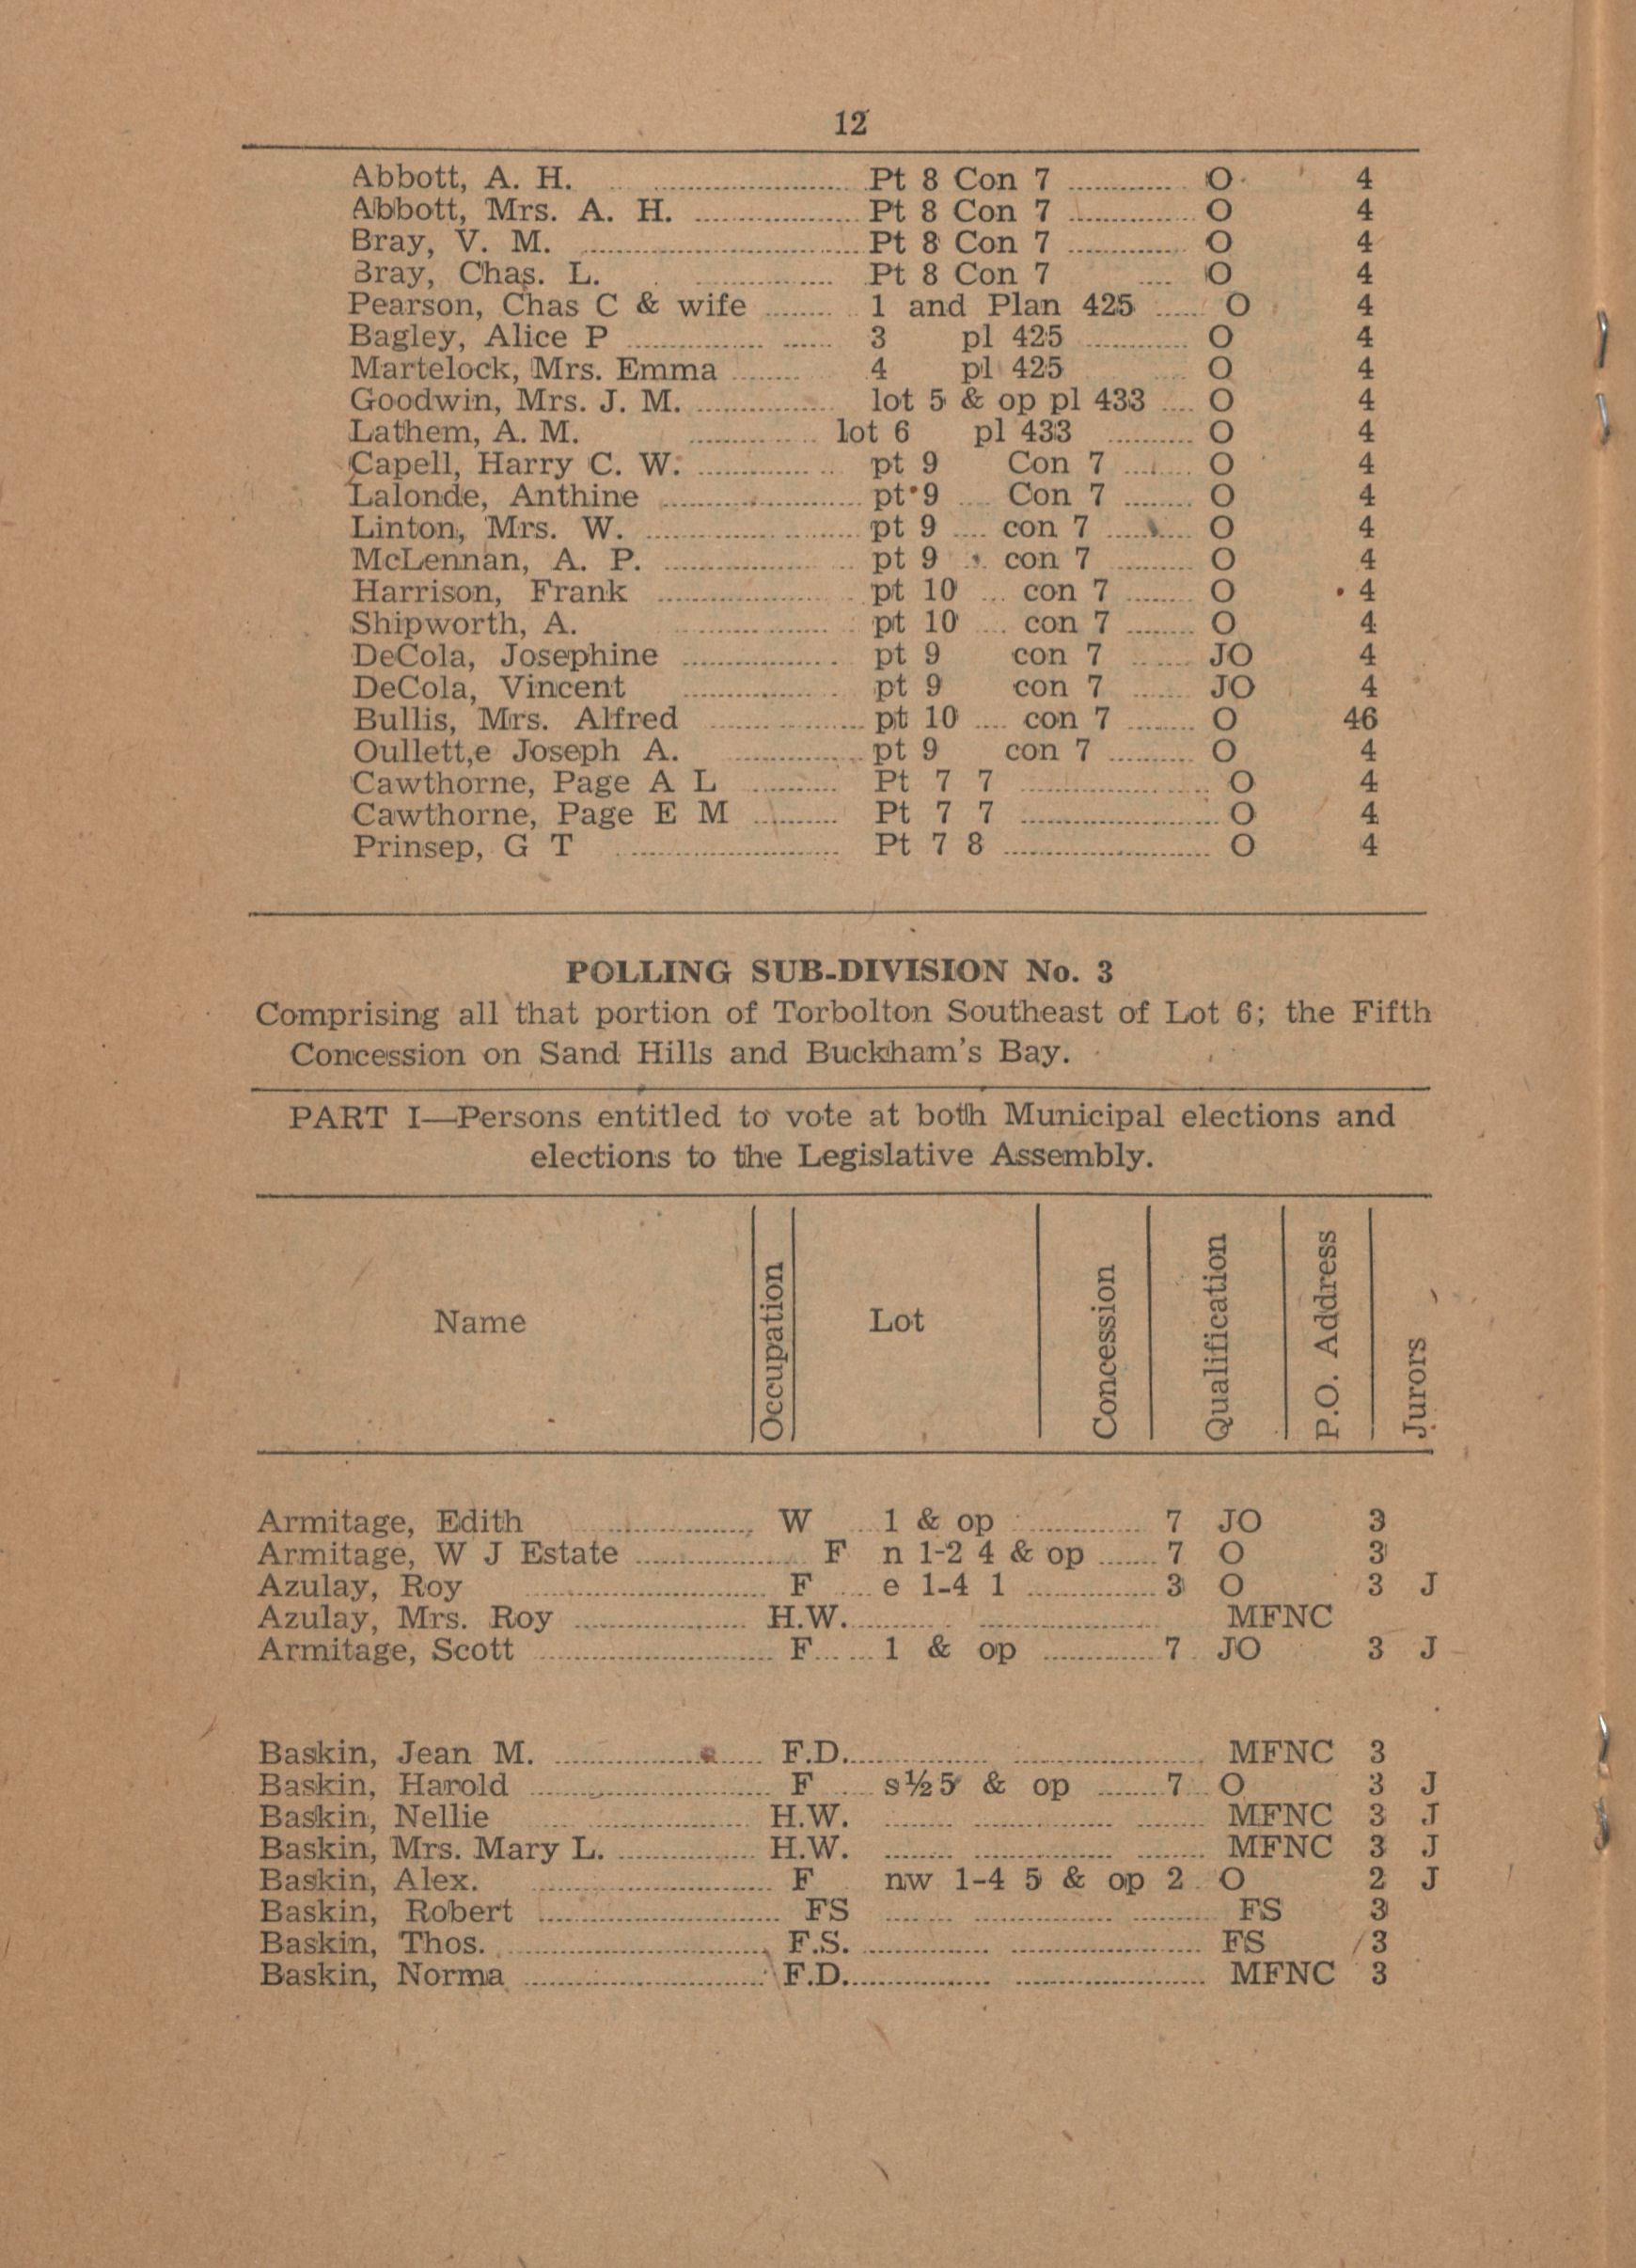 12
Abbott, A. H. Pt 8 Con 7 O 4
Abbott, Mrs. A. H. Pt 8 Con 7 O 4
Bray, V. M. Pt 8 Con 7 O 4
Bray, Chas. L. Pt 8 Con 7 O 4
Pearson, Chas C & wife 1 and Plan 425 O 4
Bagley, Alice P 3 pl 425 O 4
Martelock, Mrs. Emma 4 pl 425 O 4
Goodwin, Mrs. J. M. lot 5 & op pl 433 O 4
Lathem, A. M. lot 6 pl 433 O 4
Capell, Harry C. W. pt 9 Con 7 O 4
Lalonde, Anthine pt 9 Con 7 O 4
Linton, Mrs. W. pt 9 con 7 O 4
McLennan, A. P. pt 9 con 7 O 4
Harrison, Frank pt 10 con 7 O 4
Shipworth, A. pt 10 con 7 O 4
DeCola, Josephine pt 9 con 7 JO 4
DeCola, Vincent pt 9 con 7 JO 4
Bullis, Mrs. Alfred pt 10 con 7 O 46
Oullett,e Joseph A. pt 9 con 7 O 4
Cawthorne, Page A L Pt 7 7 O 4
Cawthorne, Page E M Pt 7 7 O 4
Prinsep, G T Pt 7 8 O 4
POLLING SUB-DIVISION No. 3
Comprising all that portion of Torbolton Southeast of Lot 6; the Fifth
Concession on Sand Hills and Buckham's Bay.
PART I—Persons entitled to vote at both Municipal elections and
elections to the Legislative Assembly.
Name Occupation Lot Concession Qualification P.O. Address Jurors
Armitage, Edith W 1 & op 7 JO 3
Armitage, W J Estate F n 1-2 4 & op 7 O 3
Azulay, Roy F e 1-4 1 3 O 3 J
Azulay, Mrs. Roy H.W. MFNC
Armitage, Scott F 1 & op 7 JO 3 J
Baskin, Jean M. F.D. MFNC 3
Baskin, Harold F s½5 & op 7 O 3 J
Baskin, Nellie H.W. MFNC 3 J
Baskin, Mrs. Mary L. H.W. MFNC 3 J
Baskin, Alex. F nw 1-4 5 & op 2 O 2 J
Baskin, Robert FS FS 3
Baskin, Thos. F.S. FS 3
Baskin, Norma F.D. MFNC 3